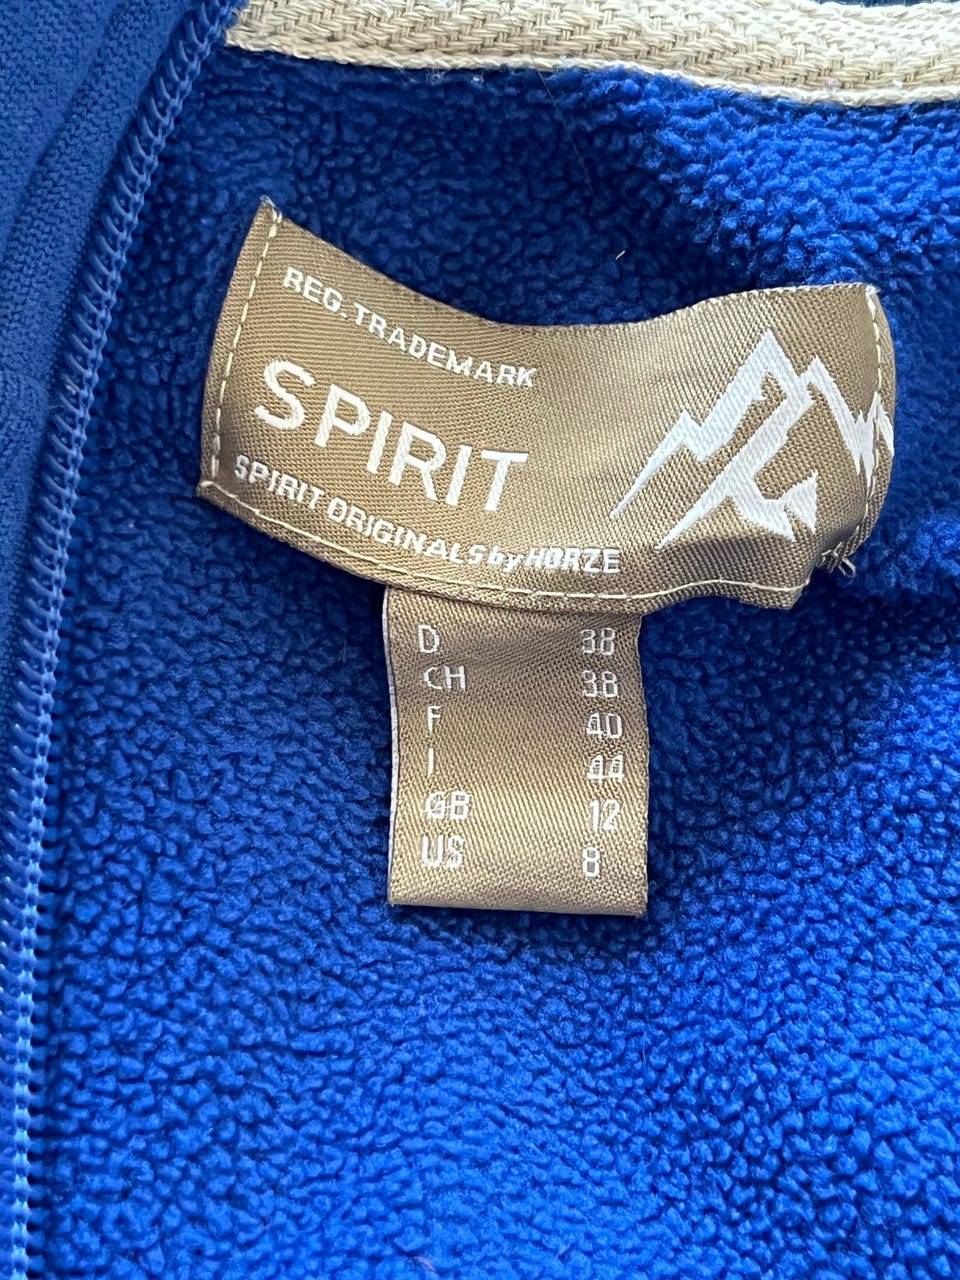 REG. TRADEMARK
SPIRIT
SPIRIT ORIGINALS by HORZE
D 38
CH 38
F 40
I 44
GB 12
US 8